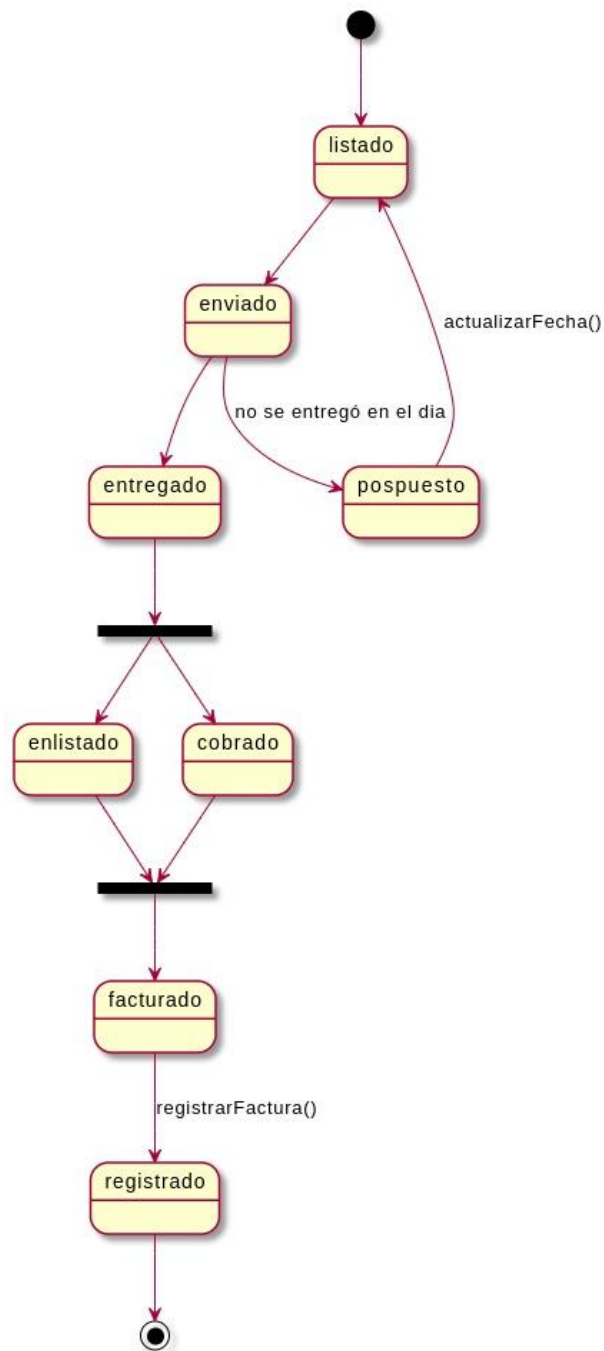 listado
actualizarFecha()
enviado
no se entregó en el dia
entregado
pospuesto
enlistado
cobrado
facturado
registrarFactura()
registrado